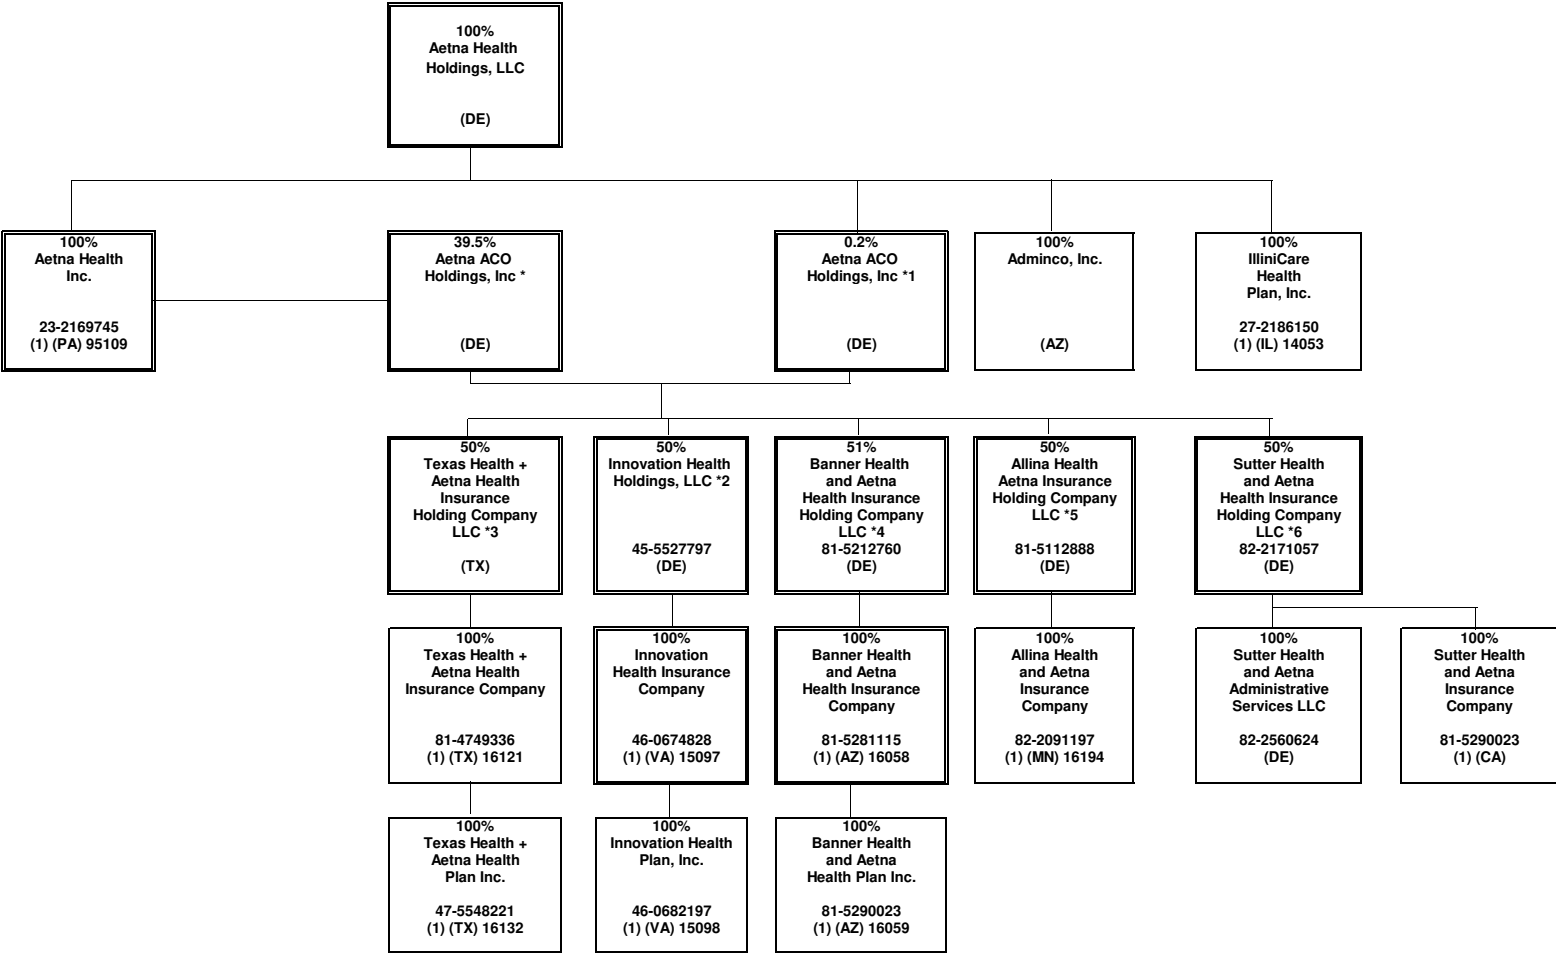 100%
Aetna Health
Holdings, LLC
(DE)
100%
Aetna Health
Inc.
23-2169745
(1) (PA) 95109
39.5%
Aetna ACO
Holdings, Inc *
(DE)
0.2%
Aetna ACO
Holdings, Inc *1
(DE)
100%
Adminco, Inc.
(AZ)
100%
IlliniCare
Health
Plan, Inc.
27-2186150
(1) (IL) 14053
50%
Texas Health +
Aetna Health
Insurance
Holding Company
LLC *3
(TX)
50%
Innovation Health
Holdings, LLC *2
45-5527797
(DE)
51%
Banner Health
and Aetna
Health Insurance
Holding Company
LLC *4
81-5212760
(DE)
50%
Allina Health
Aetna Insurance
Holding Company
LLC *5
81-5112888
(DE)
50%
Sutter Health
and Aetna
Health Insurance
Holding Company
LLC *6
82-2171057
(DE)
100%
Texas Health +
Aetna Health
Insurance Company
81-4749336
(1) (TX) 16121
100%
Innovation
Health Insurance
Company
46-0674828
(1) (VA) 15097
100%
Banner Health
and Aetna
Health Insurance
Company
81-5281115
(1) (AZ) 16058
100%
Allina Health
and Aetna
Insurance
Company
82-2091197
(1) (MN) 16194
100%
Sutter Health
and Aetna
Administrative
Services LLC
82-2560624
(DE)
100%
Sutter Health
and Aetna
Insurance
Company
81-5290023
(1) (CA)
100%
Texas Health +
Aetna Health
Plan Inc.
47-5548221
(1) (TX) 16132
100%
Innovation Health
Plan, Inc.
46-0682197
(1) (VA) 15098
100%
Banner Health
and Aetna
Health Plan Inc.
81-5290023
(1) (AZ) 16059